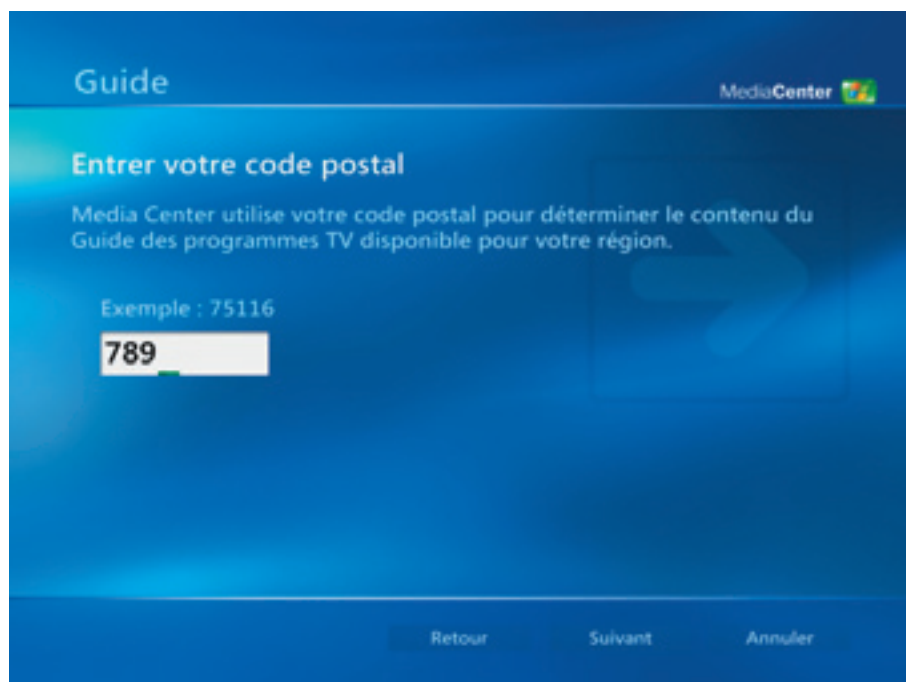 Guide
MediaCenter
Entrer votre code postal
Media Center utilise votre code postal pour déterminer le contenu du
Guide des programmes TV disponible pour votre région.
Exemple : 75116
789_
Retour Suivant Annuler